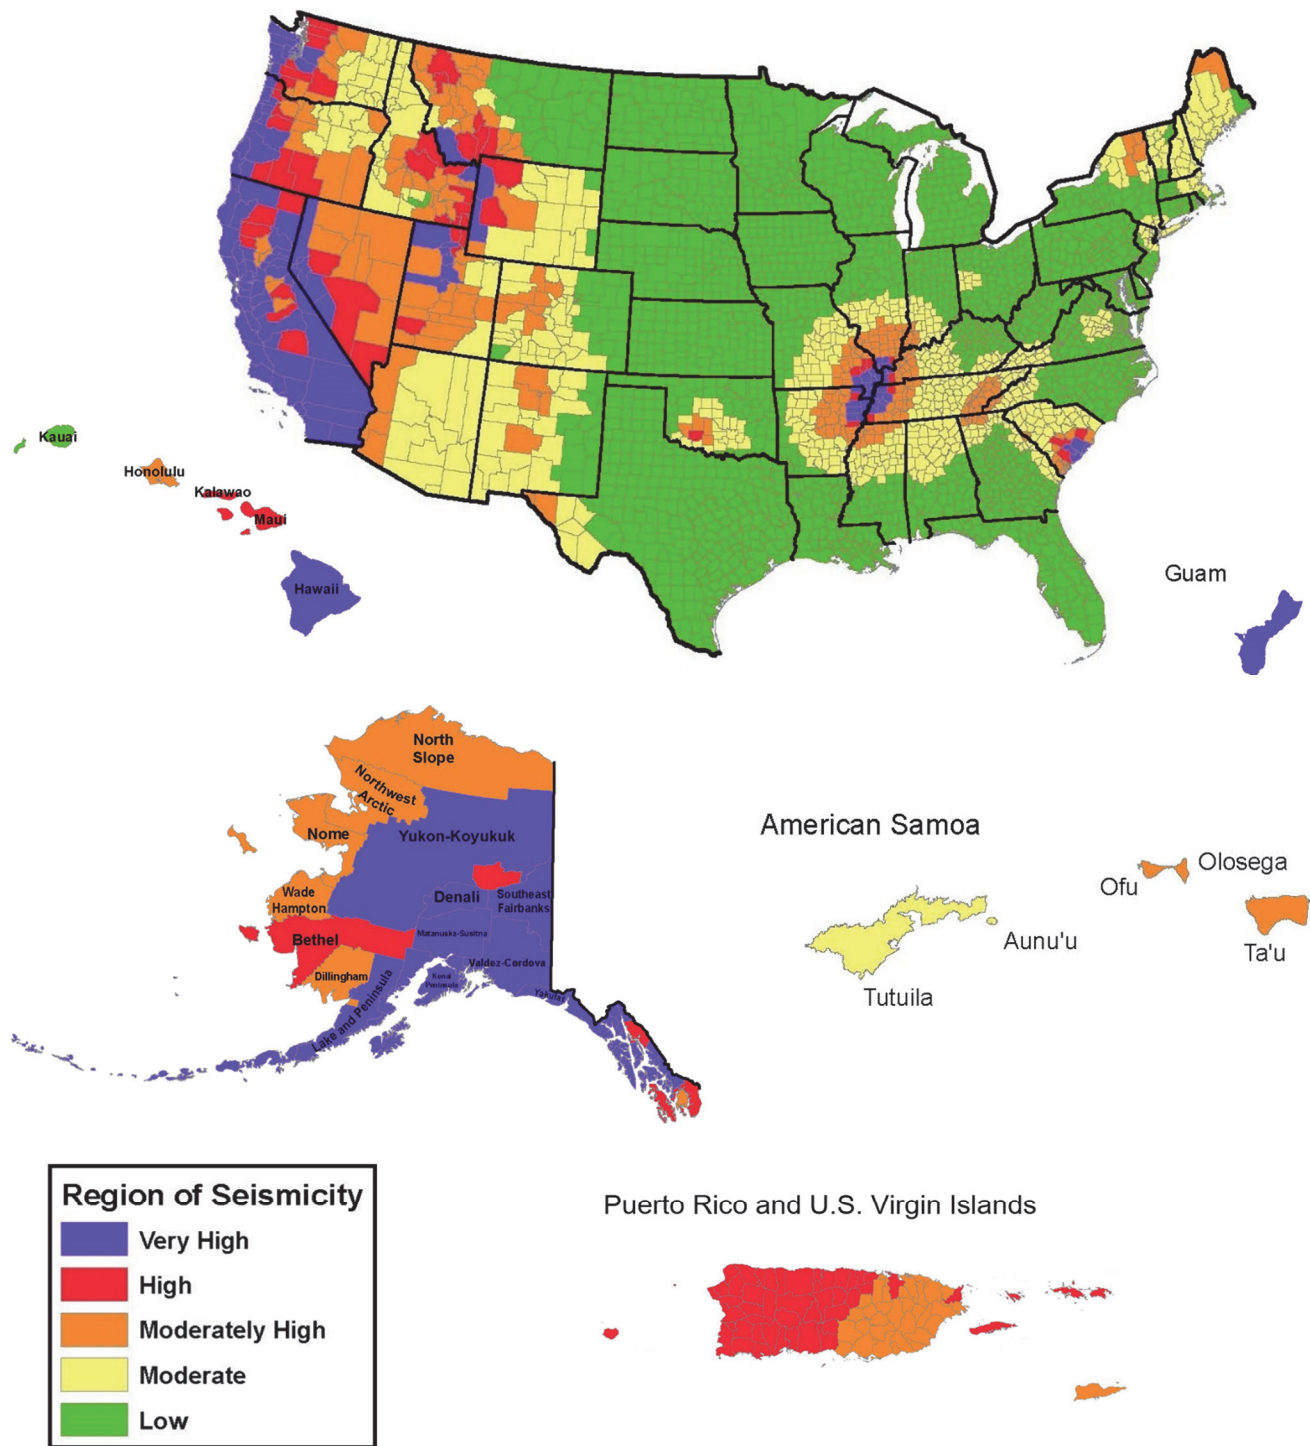 Kauai
Honolulu
Kalawao
Maui
Hawaii
Guam
North
Slope
Northwest
Arctic
Nome
Yukon-Koyukuk
Wade
Hampton
Denali
Southeast
Fairbanks
Bethel
Matanuska-Susitna
Dillingham
Valdez-Cordova
Kenai
Peninsula
Lake and Peninsula
Yakutat
American Samoa
Ofu
Olosega
Ta'u
Aunu'u
Tutuila
Region of Seismicity
Very High
High
Moderately High
Moderate
Low
Puerto Rico and U.S. Virgin Islands